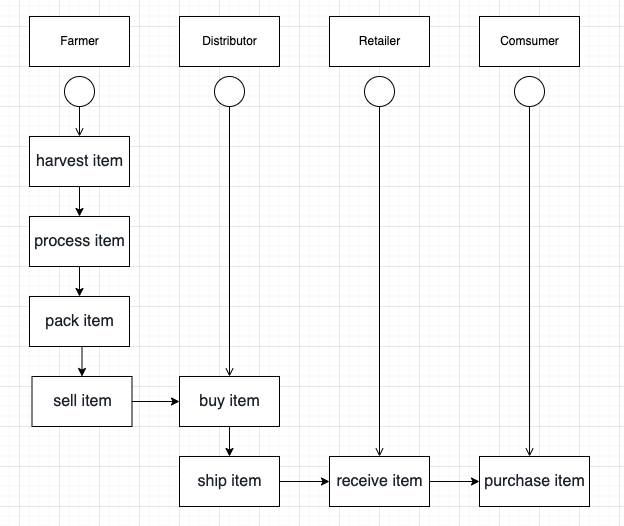 Farmer
Distributor
Retailer
Comsumer
harvest item
process item
pack item
sell item
buy item
ship item
receive item
purchase item